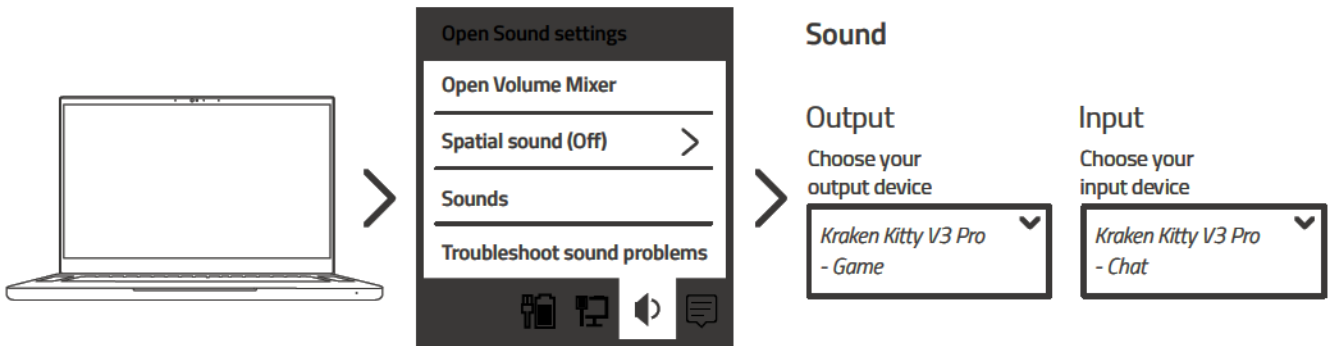 Open Sound settings
Open Volume Mixer
Spatial sound (Off)
Sounds
Troubleshoot sound problems
Sound
Output
Choose your
output device
Kraken Kitty V3 Pro
- Game
Input
Choose your
input device
Kraken Kitty V3 Pro
- Chat